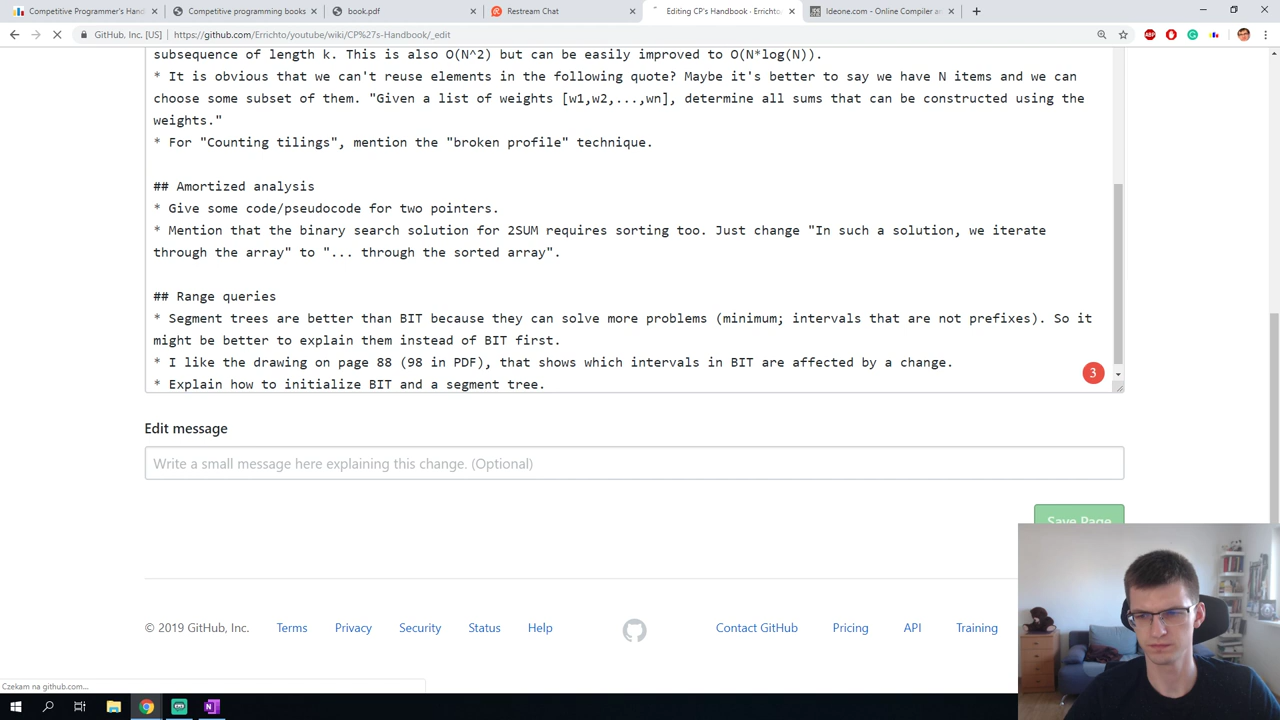 Competitive Programmer's Hand
Competitive programming books
book.pdf
Restream Chat
Editing CP's Handbook · Errichto
Ideone.com - Online Compiler an
GitHub, Inc. [US]
https://github.com/Errichto/youtube/wiki/CP%27s-Handbook/_edit
ABP
subsequence of length k. This is also O(N^2) but can be easily improved to O(N*log(N)).
* It is obvious that we can't reuse elements in the following quote? Maybe it's better to say we have N items and we can
choose some subset of them. "Given a list of weights [w1,w2,...,wn], determine all sums that can be constructed using the
weights."
* For "Counting tilings", mention the "broken profile" technique.
## Amortized analysis
* Give some code/pseudocode for two pointers.
* Mention that the binary search solution for 2SUM requires sorting too. Just change "In such a solution, we iterate
through the array" to "... through the sorted array".
## Range queries
* Segment trees are better than BIT because they can solve more problems (minimum; intervals that are not prefixes). So it
might be better to explain them instead of BIT first.
* I like the drawing on page 88 (98 in PDF), that shows which intervals in BIT are affected by a change.
* Explain how to initialize BIT and a segment tree.
3
Edit message
Write a small message here explaining this change. (Optional)
Save Page
© 2019 GitHub, Inc.
Terms
Privacy
Security
Status
Help
Contact GitHub
Pricing
API
Training
Czekam na github.com...